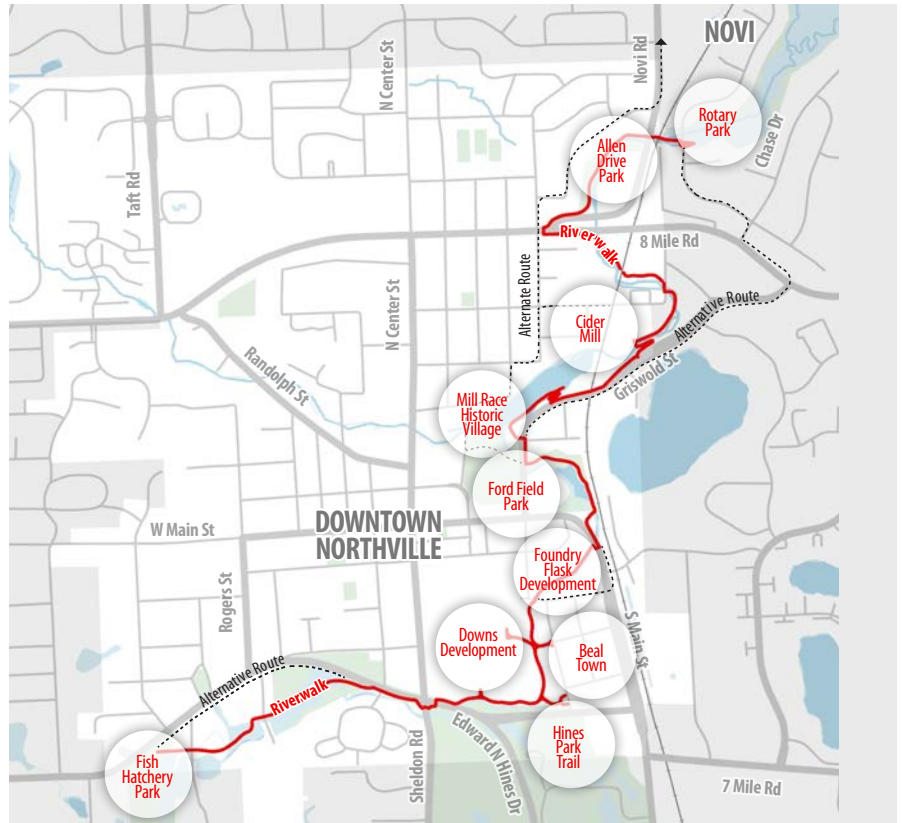 NOVI
Novi Rd
N Center St
Rotary
Park
Chase Dr
Allen
Drive
Park
Taft Rd
Riverwalk
8 Mile Rd
Alternate Route
N Center St
Cider
Mill
Alternative Route
Griswold St
Randolph St
Mill Race
Historic
Village
Ford Field
Park
W Main St
DOWNTOWN
NORTHVILLE
Foundry
Flask
Development
Rogers St
Downs
Development
Beal
Town
S Main St
Alternative Route
Riverwalk
Edward N Hines Dr
Hines
Park
Trail
Fish
Hatchery
Park
Sheldon Rd
7 Mile Rd